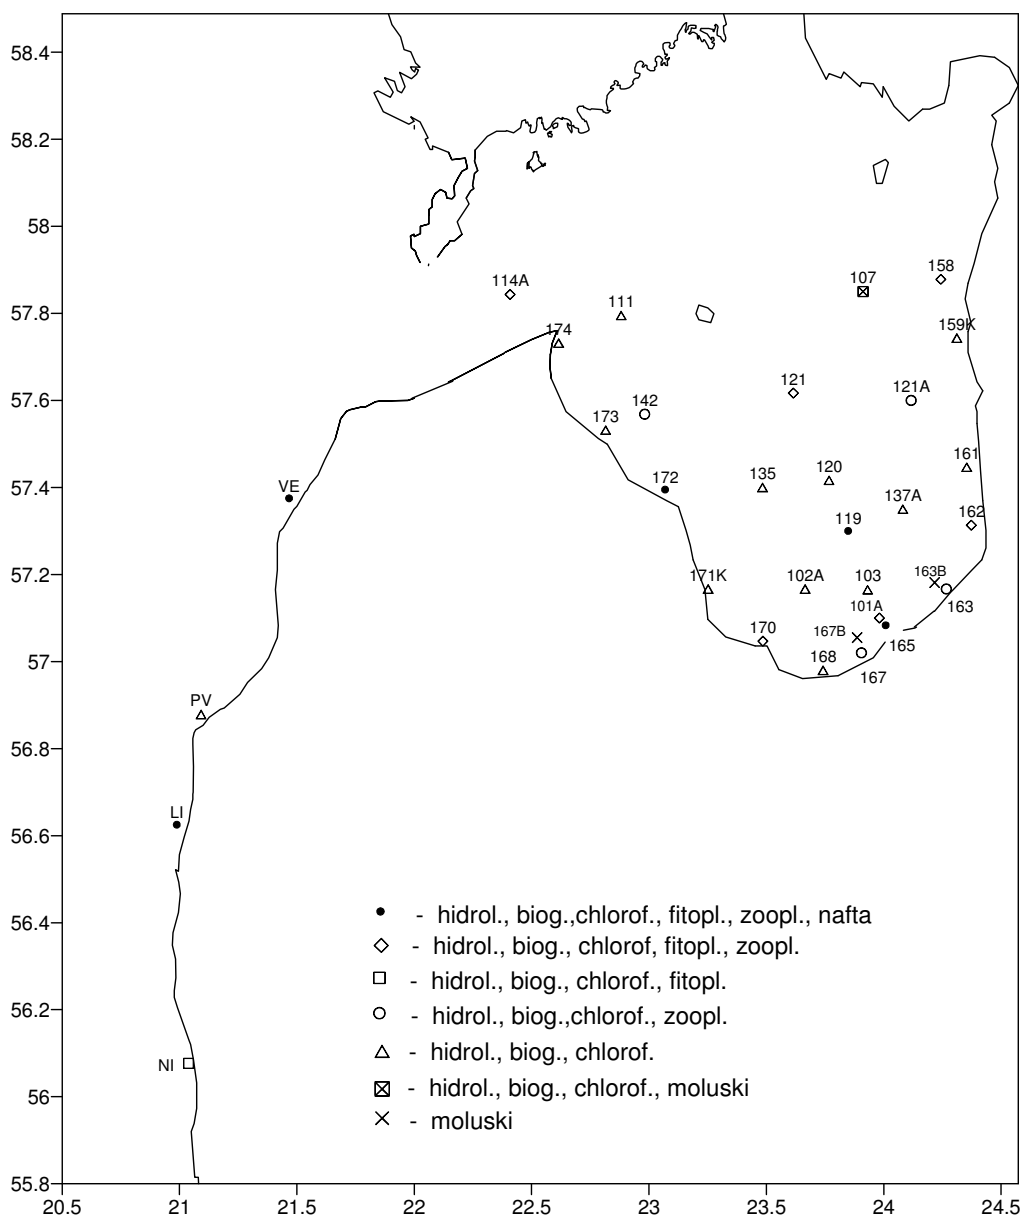 58.4
58.2
58
158
107
114A
57.8
111
174
159K
57.6
121
121A
142
173
161
57.4
172
135
120
VE
137A
119
162
57.2
171K
102A
103
163B
101A
163
170
167B
165
57
168
167
PV
56.8
LI
56.6
56.4
- hidrol., biog.,chlorof., fitopl., zoopl., nafta
- hidrol., biog., chlorof, fitopl., zoopl.
- hidrol., biog., chlorof., fitopl.
56.2
- hidrol., biog.,chlorof., zoopl.
NI
- hidrol., biog., chlorof.
56
- hidrol., biog., chlorof., moluski
- moluski
55.8
20.5 21 21.5 22 22.5 23 23.5 24 24.5